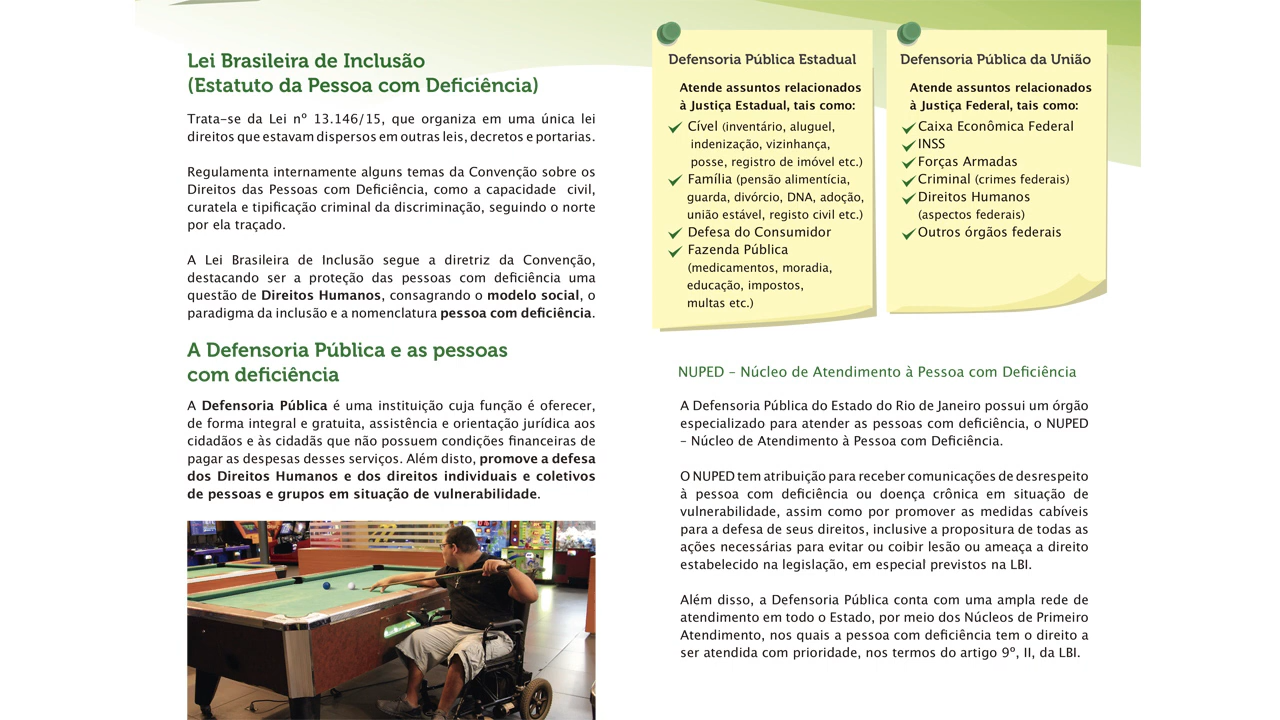 Lei Brasileira de Inclusão
(Estatuto da Pessoa com Deficiência)
Trata-se da Lei nº 13.146/15, que organiza em uma única lei
direitos que estavam dispersos em outras leis, decretos e portarias.
Regulamenta internamente alguns temas da Convenção sobre os
Direitos das Pessoas com Deficiência, como a capacidade civil,
curatela e tipificação criminal da discriminação, seguindo o norte
por ela traçado.
A Lei Brasileira de Inclusão segue a diretriz da Convenção,
destacando ser a proteção das pessoas com deficiência uma
questão de Direitos Humanos, consagrando o modelo social, o
paradigma da inclusão e a nomenclatura pessoa com deficiência.
A Defensoria Pública e as pessoas
com deficiência
A Defensoria Pública é uma instituição cuja função é oferecer,
de forma integral e gratuita, assistência e orientação jurídica aos
cidadãos e às cidadãs que não possuem condições financeiras de
pagar as despesas desses serviços. Além disto, promove a defesa
dos Direitos Humanos e dos direitos individuais e coletivos
de pessoas e grupos em situação de vulnerabilidade.
Defensoria Pública Estadual
Atende assuntos relacionados
à Justiça Estadual, tais como:
Cível (inventário, aluguel,
indenização, vizinhança,
posse, registro de imóvel etc.)
Família (pensão alimentícia,
guarda, divórcio, DNA, adoção,
união estável, registo civil etc.)
Defesa do Consumidor
Fazenda Pública
(medicamentos, moradia,
educação, impostos,
multas etc.)
Defensoria Pública da União
Atende assuntos relacionados
à Justiça Federal, tais como:
Caixa Econômica Federal
INSS
Forças Armadas
Criminal (crimes federais)
Direitos Humanos
(aspectos federais)
Outros órgãos federais
NUPED - Núcleo de Atendimento à Pessoa com Deficiência
A Defensoria Pública do Estado do Rio de Janeiro possui um órgão
especializado para atender as pessoas com deficiência, o NUPED
- Núcleo de Atendimento à Pessoa com Deficiência.
O NUPED tem atribuição para receber comunicações de desrespeito
à pessoa com deficiência ou doença crônica em situação de
vulnerabilidade, assim como por promover as medidas cabíveis
para a defesa de seus direitos, inclusive a propositura de todas as
ações necessárias para evitar ou coibir lesão ou ameaça a direito
estabelecido na legislação, em especial previstos na LBI.
Além disso, a Defensoria Pública conta com uma ampla rede de
atendimento em todo o Estado, por meio dos Núcleos de Primeiro
Atendimento, nos quais a pessoa com deficiência tem o direito a
ser atendida com prioridade, nos termos do artigo 9º, II, da LBI.